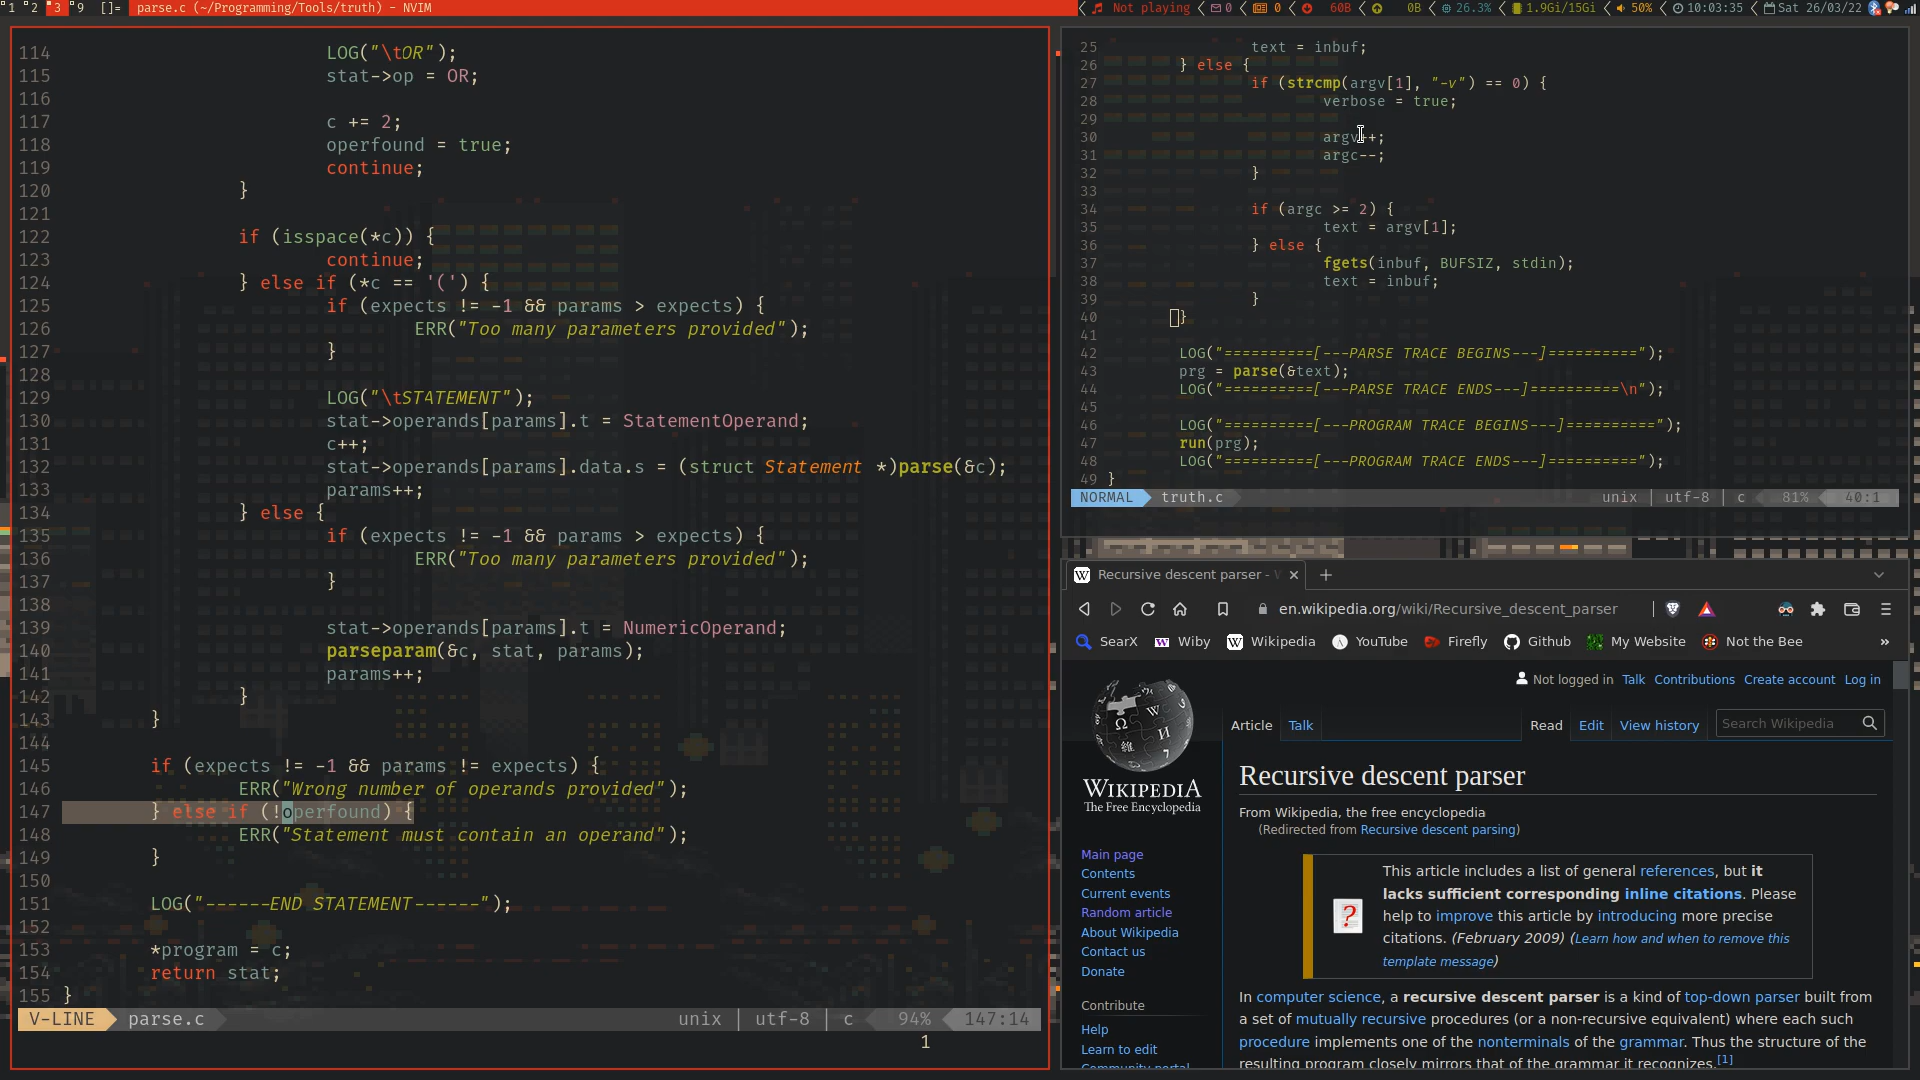 1 2 3 9 []= parse.c (~/Programming/Tools/truth) - NVIM
Not playing 0 0 60B 0B 26.3% 1.9Gi/15Gi 50% 10:03:35 Sat 26/03/22
114 LOG("\tOR");
115 stat->op = OR;
116
117 c += 2;
118 operfound = true;
119 continue;
120 }
121
122 if (isspace(*c)) {
123 continue;
124 } else if (*c == '(') {
125 if (expects != -1 && params > expects) {
126 ERR("Too many parameters provided");
127 }
128
129 LOG("\tSTATEMENT");
130 stat->operands[params].t = StatementOperand;
131 c++;
132 stat->operands[params].data.s = (struct Statement *)parse(&c);
133 params++;
134 } else {
135 if (expects != -1 && params > expects) {
136 ERR("Too many parameters provided");
137 }
138
139 stat->operands[params].t = NumericOperand;
140 parseparam(&c, stat, params);
141 params++;
142 }
143 }
144
145 if (expects != -1 && params != expects) {
146 ERR("Wrong number of operands provided");
147 } else if (!operfound) {
148 ERR("Statement must contain an operand");
149 }
150
151 LOG("------END STATEMENT------");
152
153 *program = c;
154 return stat;
155 }
V-LINE parse.c unix | utf-8 | c 94% 147:14
1
25 text = inbuf;
26 } else {
27 if (strcmp(argv[1], "-v") == 0) {
28 verbose = true;
29
30 argv++;
31 argc--;
32 }
33
34 if (argc >= 2) {
35 text = argv[1];
36 } else {
37 fgets(inbuf, BUFSIZ, stdin);
38 text = inbuf;
39 }
40 }
41
42 LOG("==========[---PARSE TRACE BEGINS---]==========");
43 prg = parse(&text);
44 LOG("==========[---PARSE TRACE ENDS---]==========\n");
45
46 LOG("==========[---PROGRAM TRACE BEGINS---]==========");
47 run(prg);
48 LOG("==========[---PROGRAM TRACE ENDS---]==========");
49 }
NORMAL truth.c unix | utf-8 | c 81% 40:1
Recursive descent parser -
en.wikipedia.org/wiki/Recursive_descent_parser
SearX Wiby Wikipedia YouTube Firefly Github My Website Not the Bee »
Not logged in Talk Contributions Create account Log in
Article Talk Read Edit View history Search Wikipedia
WIKIPEDIA
The Free Encyclopedia
Main page
Contents
Current events
Random article
About Wikipedia
Contact us
Donate
Contribute
Help
Learn to edit
Community portal
Recursive descent parser
From Wikipedia, the free encyclopedia
(Redirected from Recursive descent parsing)
This article includes a list of general references, but it
lacks sufficient corresponding inline citations. Please
help to improve this article by introducing more precise
citations. (February 2009) (Learn how and when to remove this
template message)
In computer science, a recursive descent parser is a kind of top-down parser built from
a set of mutually recursive procedures (or a non-recursive equivalent) where each such
procedure implements one of the nonterminals of the grammar. Thus the structure of the
resulting program closely mirrors that of the grammar it recognizes.[1]